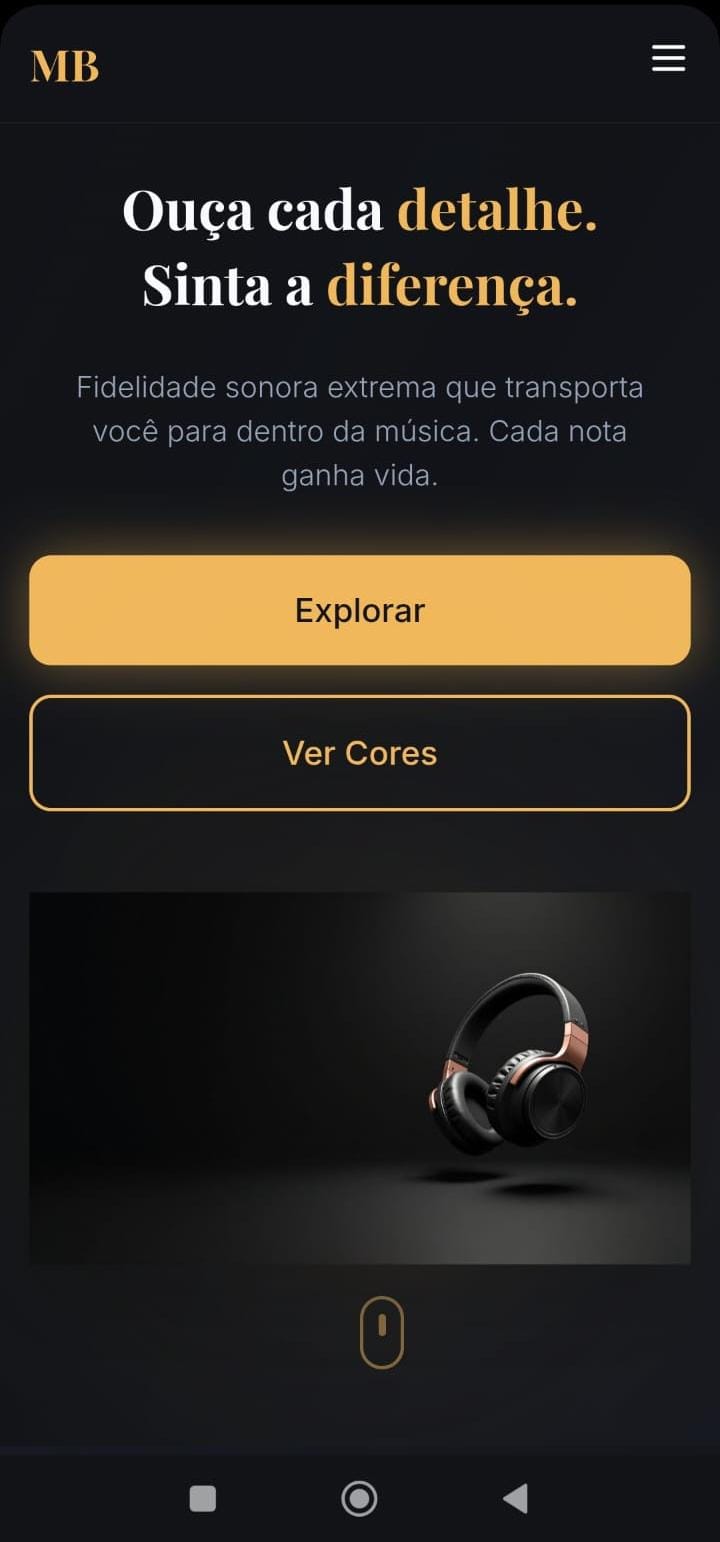 MB
Ouça cada detalhe.
Sinta a diferença.
Fidelidade sonora extrema que transporta
você para dentro da música. Cada nota
ganha vida.
Explorar
Ver Cores